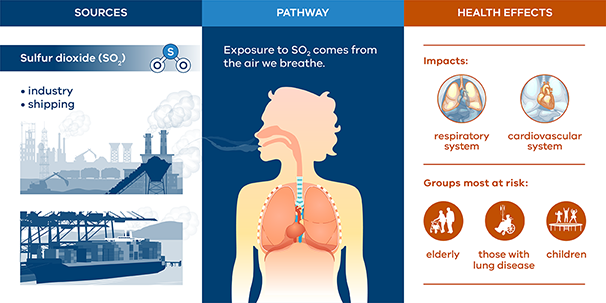 SOURCES
Sulfur dioxide (SO₂)
S
• industry
• shipping
PATHWAY
Exposure to SO₂ comes from
the air we breathe.
HEALTH EFFECTS
Impacts:
respiratory
system
cardiovascular
system
Groups most at risk:
elderly
those with
lung disease
children